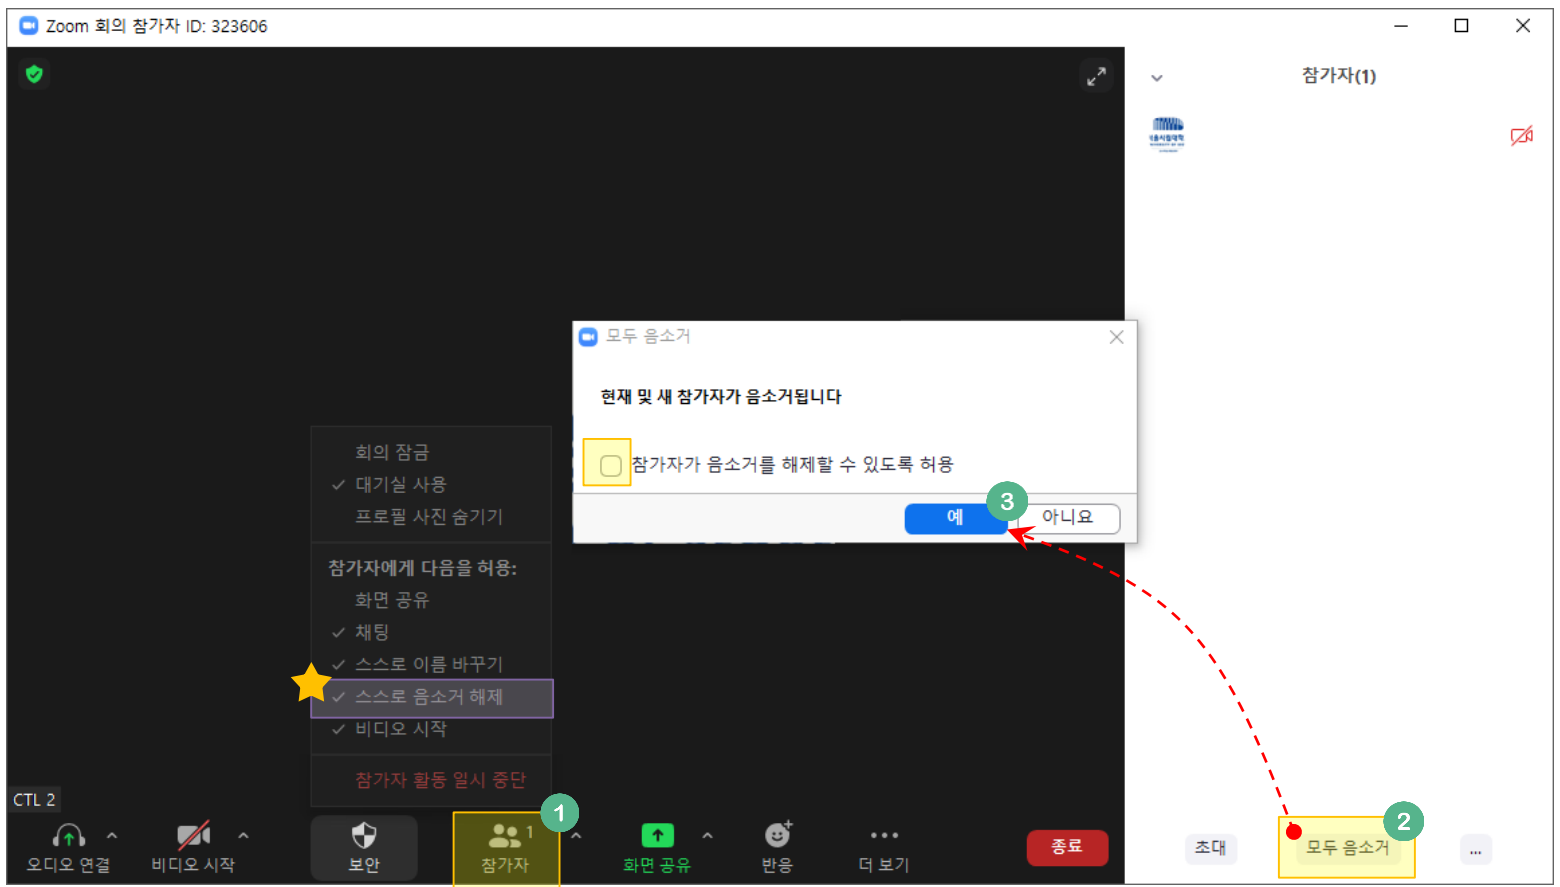 Zoom 회의 참가자 ID: 323606
참가자(1)
서울시립대학
모두 음소거
현재 및 새 참가자가 음소거됩니다
참가자가 음소거를 해제할 수 있도록 허용
3
예
아니요
회의 잠금
대기실 사용
프로필 사진 숨기기
참가자에게 다음을 허용:
화면 공유
채팅
스스로 이름 바꾸기
스스로 음소거 해제
비디오 시작
참가자 활동 일시 중단
CTL 2
1
2
오디오 연결
비디오 시작
보안
1
참가자
화면 공유
반응
더 보기
종료
초대
모두 음소거
...